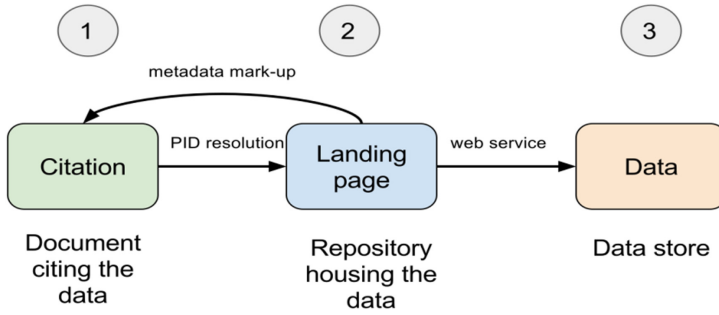 1
2
3
metadata mark-up
PID resolution
web service
Citation
Landing
page
Data
Document
citing the
data
Repository
housing the
data
Data store